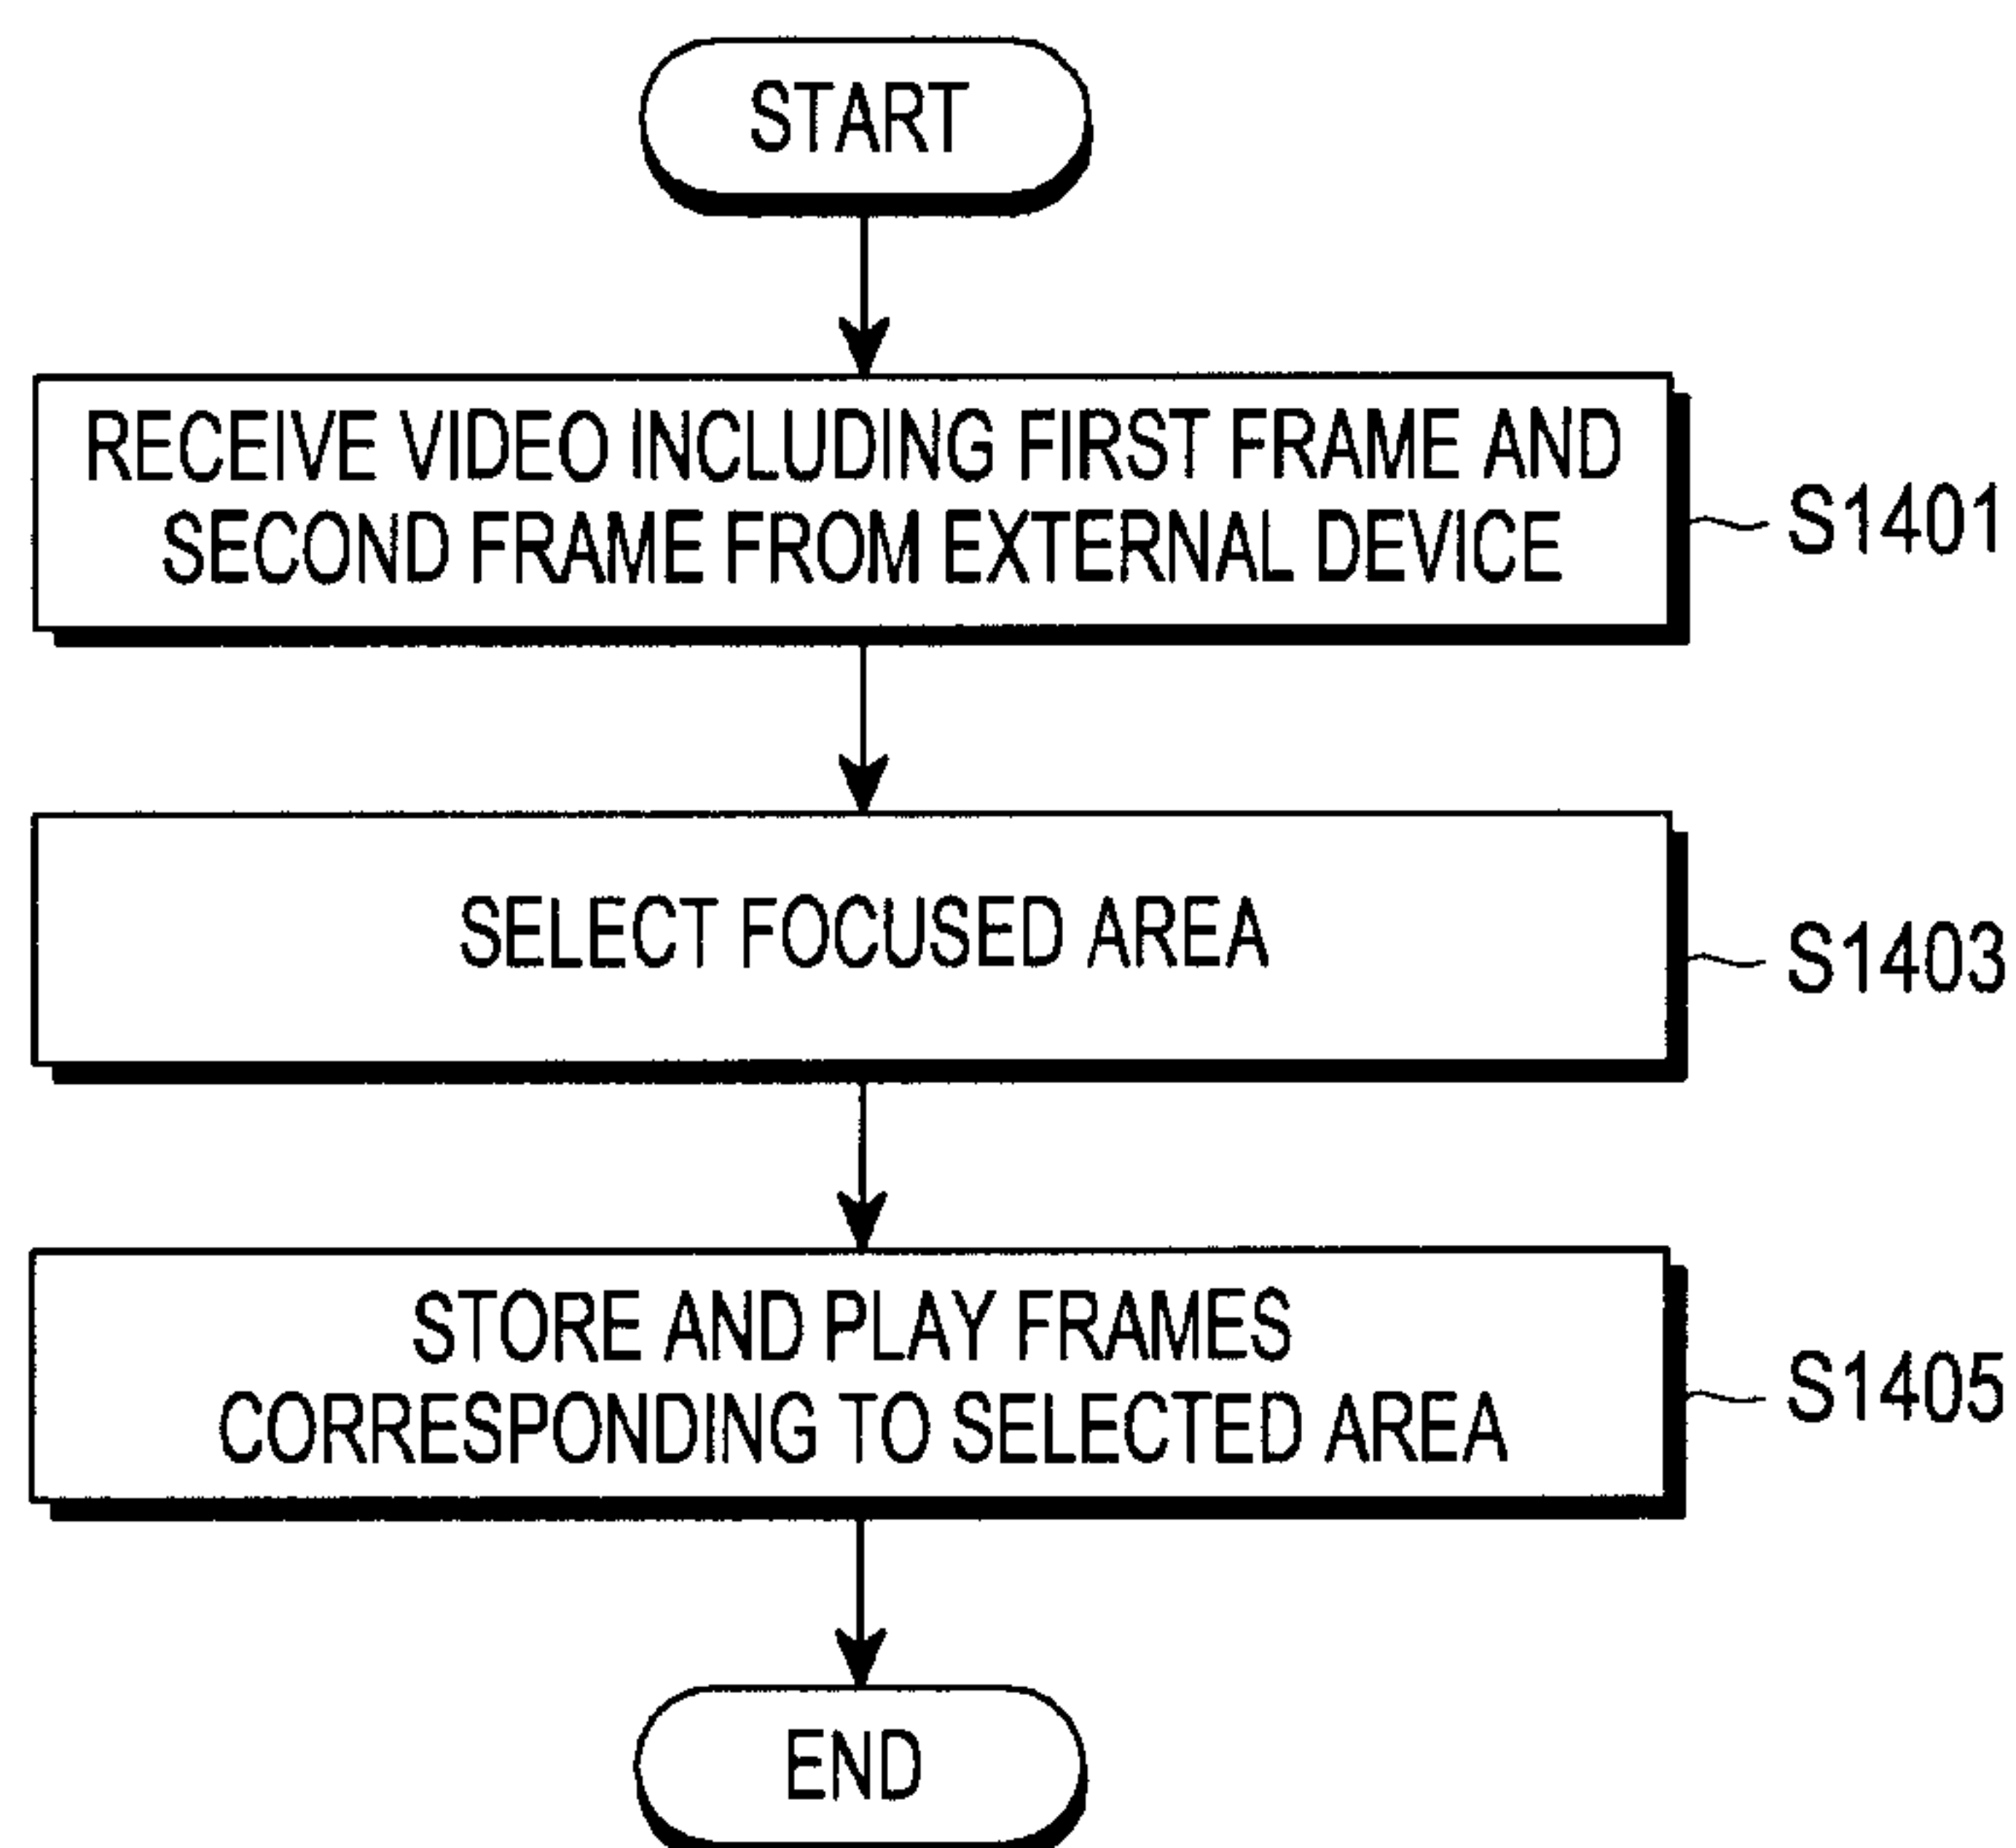 START
RECEIVE VIDEO INCLUDING FIRST FRAME AND
SECOND FRAME FROM EXTERNAL DEVICE
S1401
SELECT FOCUSED AREA
S1403
STORE AND PLAY FRAMES
CORRESPONDING TO SELECTED AREA
S1405
END